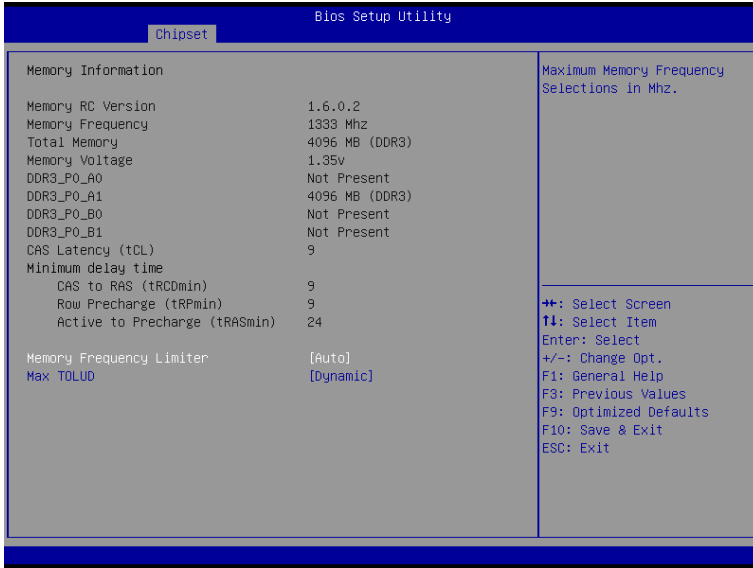 Bios Setup Utility
Chipset
Memory Information
Memory RC Version 1.6.0.2
Memory Frequency 1333 Mhz
Total Memory 4096 MB (DDR3)
Memory Voltage 1.35v
DDR3_P0_A0 Not Present
DDR3_P0_A1 4096 MB (DDR3)
DDR3_P0_B0 Not Present
DDR3_P0_B1 Not Present
CAS Latency (tCL) 9
Minimum delay time
CAS to RAS (tRCDmin) 9
Row Precharge (tRPmin) 9
Active to Precharge (tRASmin) 24
Memory Frequency Limiter [Auto]
Max TOLUD [Dynamic]
Maximum Memory Frequency
Selections in Mhz.
→←: Select Screen
↑↓: Select Item
Enter: Select
+/-: Change Opt.
F1: General Help
F3: Previous Values
F9: Optimized Defaults
F10: Save & Exit
ESC: Exit